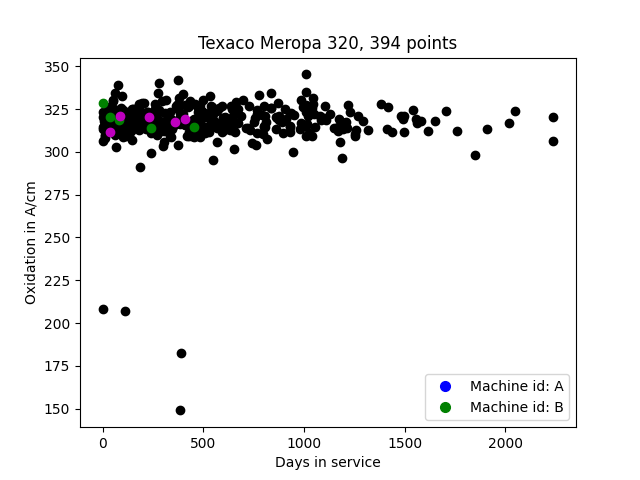 Texaco Meropa 320, 394 points
Oxidation in A/cm
350
325
300
275
250
225
200
175
150
0
500
1000
1500
2000
Days in service
Machine id: A
Machine id: B